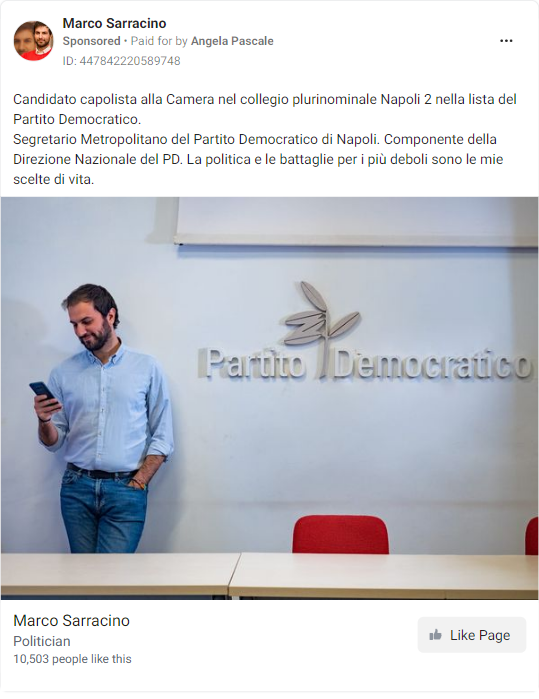 Marco Sarracino
Sponsored • Paid for by Angela Pascale
ID: 447842220589748
Candidato capolista alla Camera nel collegio plurinominale Napoli 2 nella lista del
Partito Democratico.
Segretario Metropolitano del Partito Democratico di Napoli. Componente della
Direzione Nazionale del PD. La politica e le battaglie per i più deboli sono le mie
scelte di vita.
Partito Democratico
Marco Sarracino
Politician
10,503 people like this
Like Page